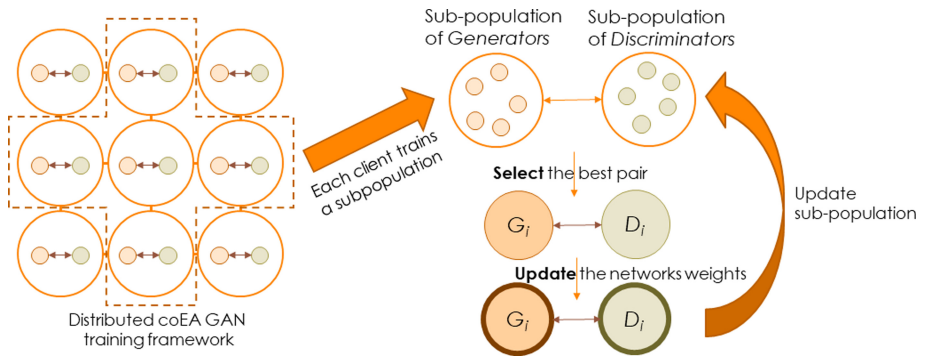 Sub-population
of Generators
Sub-population
of Discriminators
Each client trains
a subpopulation
Select the best pair
Gi
Di
Update the networks weights
Gi
Di
Update
sub-population
Distributed coEA GAN
training framework